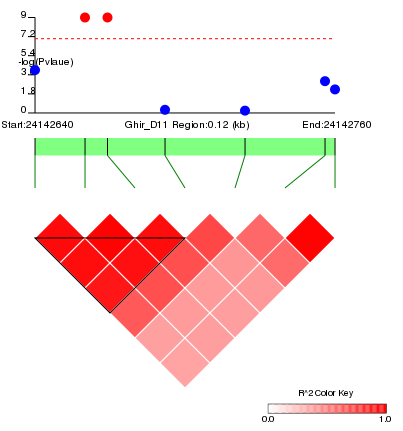 9
7.2
5.4
-log(Pvlaue)
3.6
1.8
0
Start:24142640 Ghir_D11 Region:0.12 (kb) End:24142760
R^2 Color Key
0.0 1.0